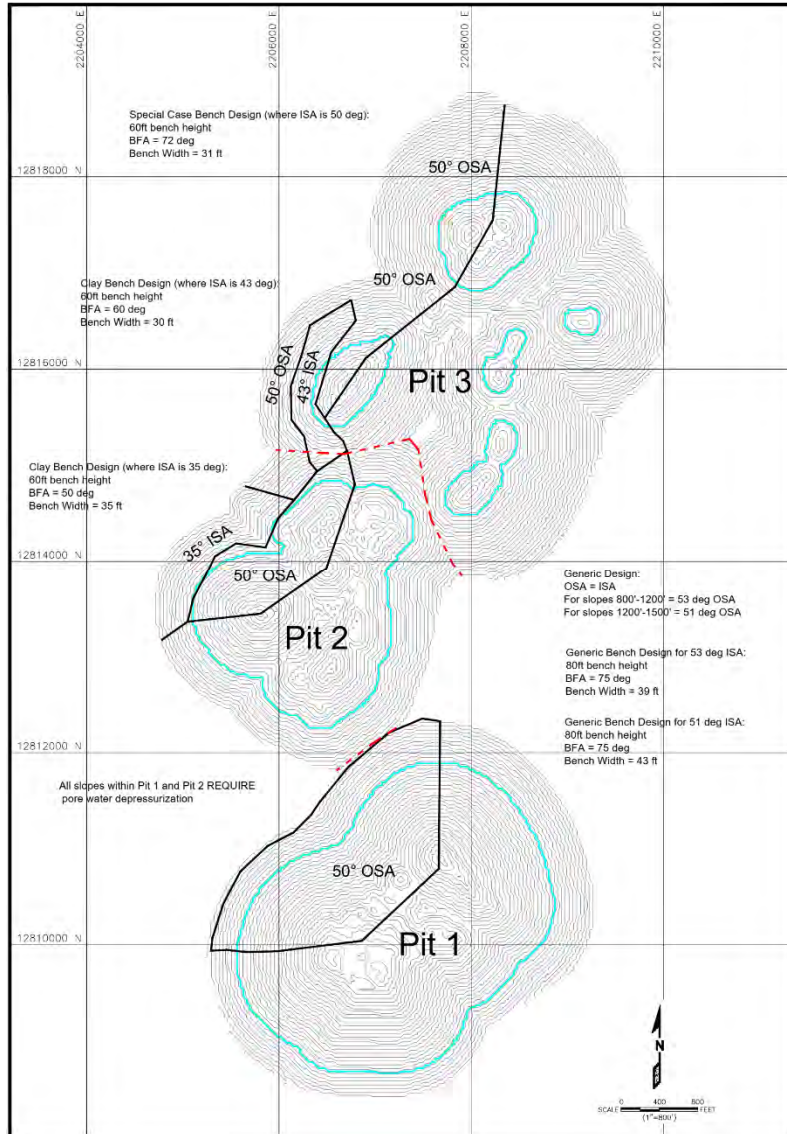 2204000 E
2206000 E
2208000 E
2210000 E
Special Case Bench Design (where ISA is 50 deg):
60ft bench height
BFA = 72 deg
Bench Width = 31 ft
50° OSA
12818000 N
50° OSA
Clay Bench Design (where ISA is 43 deg):
60ft bench height
BFA = 60 deg
Bench Width = 30 ft
50° OSA
43° ISA
12816000 N
Pit 3
Clay Bench Design (where ISA is 35 deg):
60ft bench height
BFA = 50 deg
Bench Width = 35 ft
35° ISA
12814000 N
50° OSA
Generic Design:
OSA = ISA
For slopes 800'-1200' = 53 deg OSA
For slopes 1200'-1500' = 51 deg OSA
Pit 2
Generic Bench Design for 53 deg ISA:
80ft bench height
BFA = 75 deg
Bench Width = 39 ft
12812000 N
Generic Bench Design for 51 deg ISA:
80ft bench height
BFA = 75 deg
Bench Width = 43 ft
All slopes within Pit 1 and Pit 2 REQUIRE
pore water depressurization
50° OSA
12810000 N
Pit 1
N
0 400 800
SCALE FEET
(1"=800')